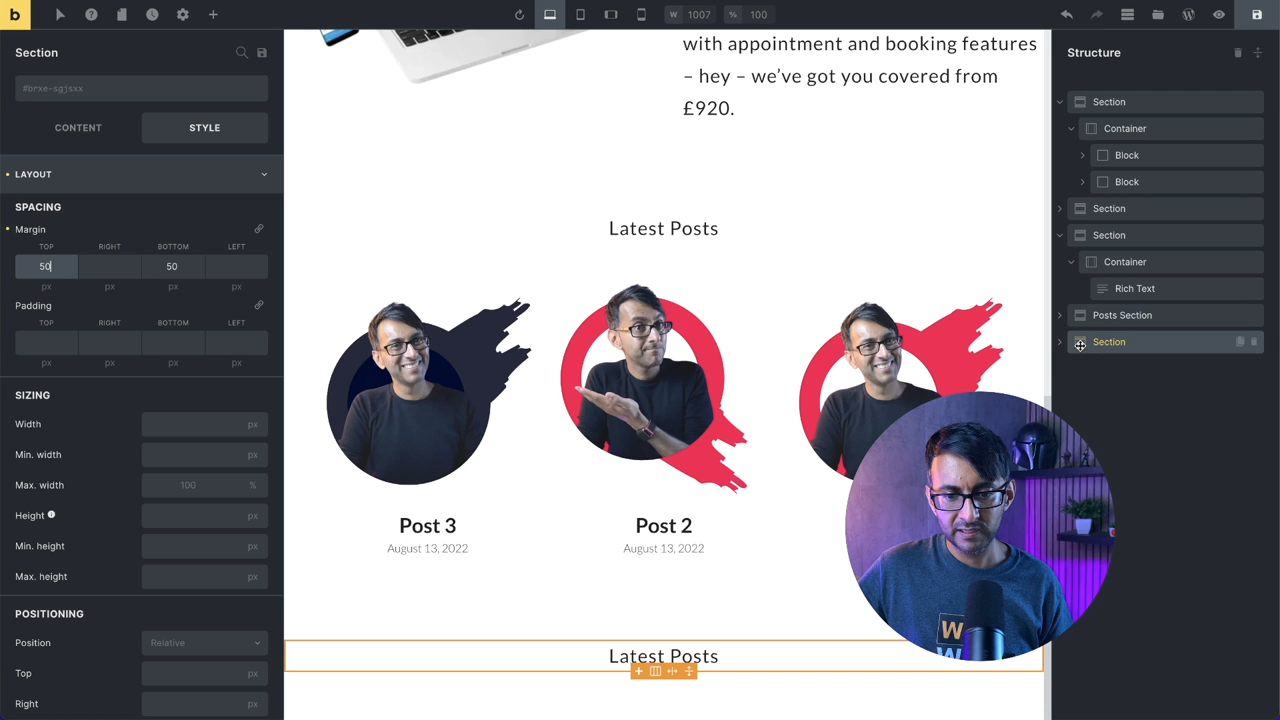 b
W 1007 % 100
Section
#brxe-sgjsxx
CONTENT STYLE
LAYOUT
SPACING
Margin
TOP RIGHT BOTTOM LEFT
50 50
px px px px
Padding
TOP RIGHT BOTTOM LEFT
px px px px
SIZING
Width px
Min. width px
Max. width 100 %
Height px
Min. height px
Max. height px
POSITIONING
Position Relative
Top px
Right px
with appointment and booking features
– hey – we’ve got you covered from
£920.
Latest Posts
Post 3
August 13, 2022
Post 2
August 13, 2022
Latest Posts
W
W
Structure
Section
Container
Block
Block
Section
Section
Container
Rich Text
Posts Section
Section